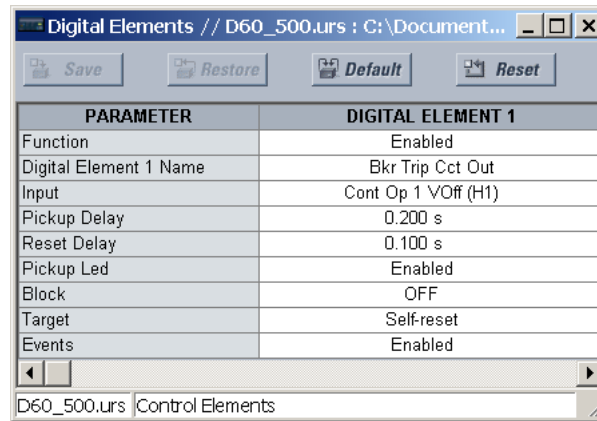 Digital Elements // D60_500.urs : C:\Document...
Save Restore Default Reset
PARAMETER DIGITAL ELEMENT 1
Function Enabled
Digital Element 1 Name Bkr Trip Cct Out
Input Cont Op 1 VOff (H1)
Pickup Delay 0.200 s
Reset Delay 0.100 s
Pickup Led Enabled
Block OFF
Target Self-reset
Events Enabled
D60_500.urs Control Elements